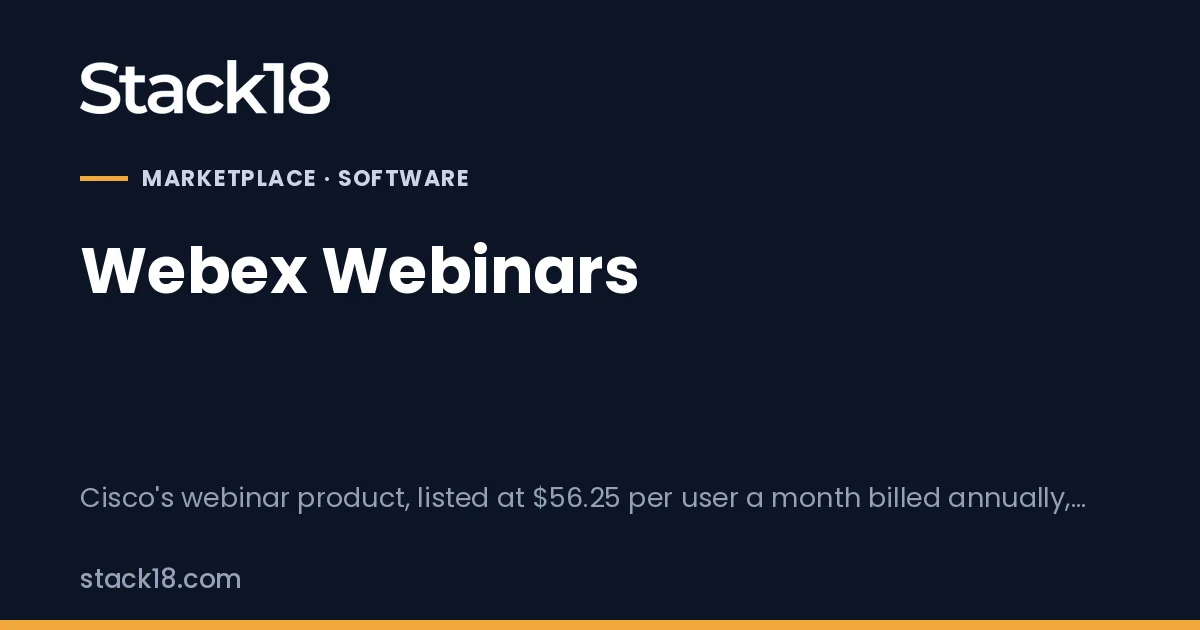 Stack18
MARKETPLACE · SOFTWARE
Webex Webinars
Cisco's webinar product, listed at $56.25 per user a month billed annually,...
stack18.com